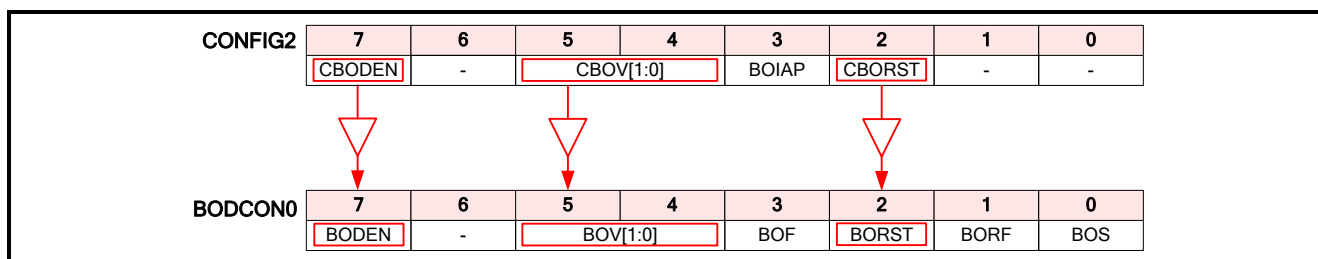 CONFIG2 7 6 5 4 3 2 1 0
CBODEN - CBOV[1:0] BOIAP CBORST - -
BODCON0 7 6 5 4 3 2 1 0
BODEN - BOV[1:0] BOF BORST BORF BOS